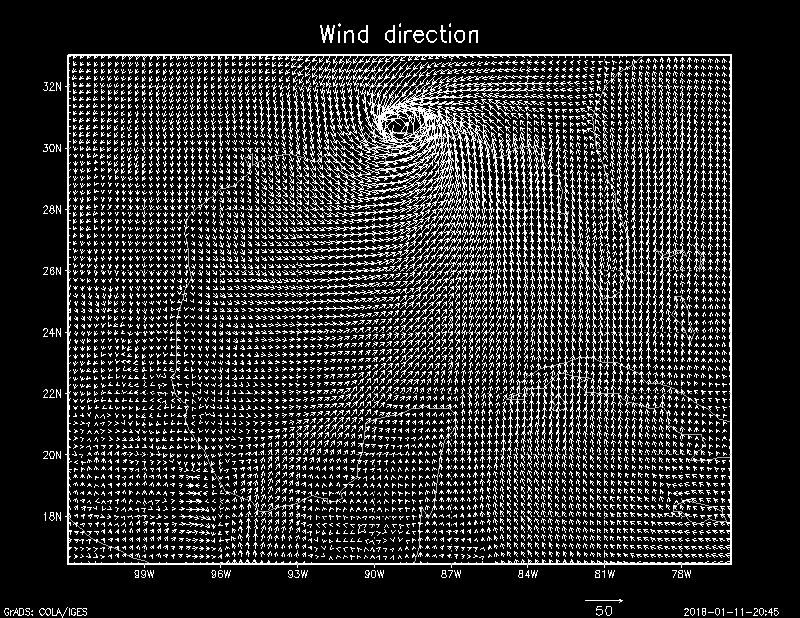 Wind direction
32N
30N
28N
26N
24N
22N
20N
18N
99W 96W 93W 90W 87W 84W 81W 78W
50
GrADS: COLA/IGES 2018-01-11-20:45